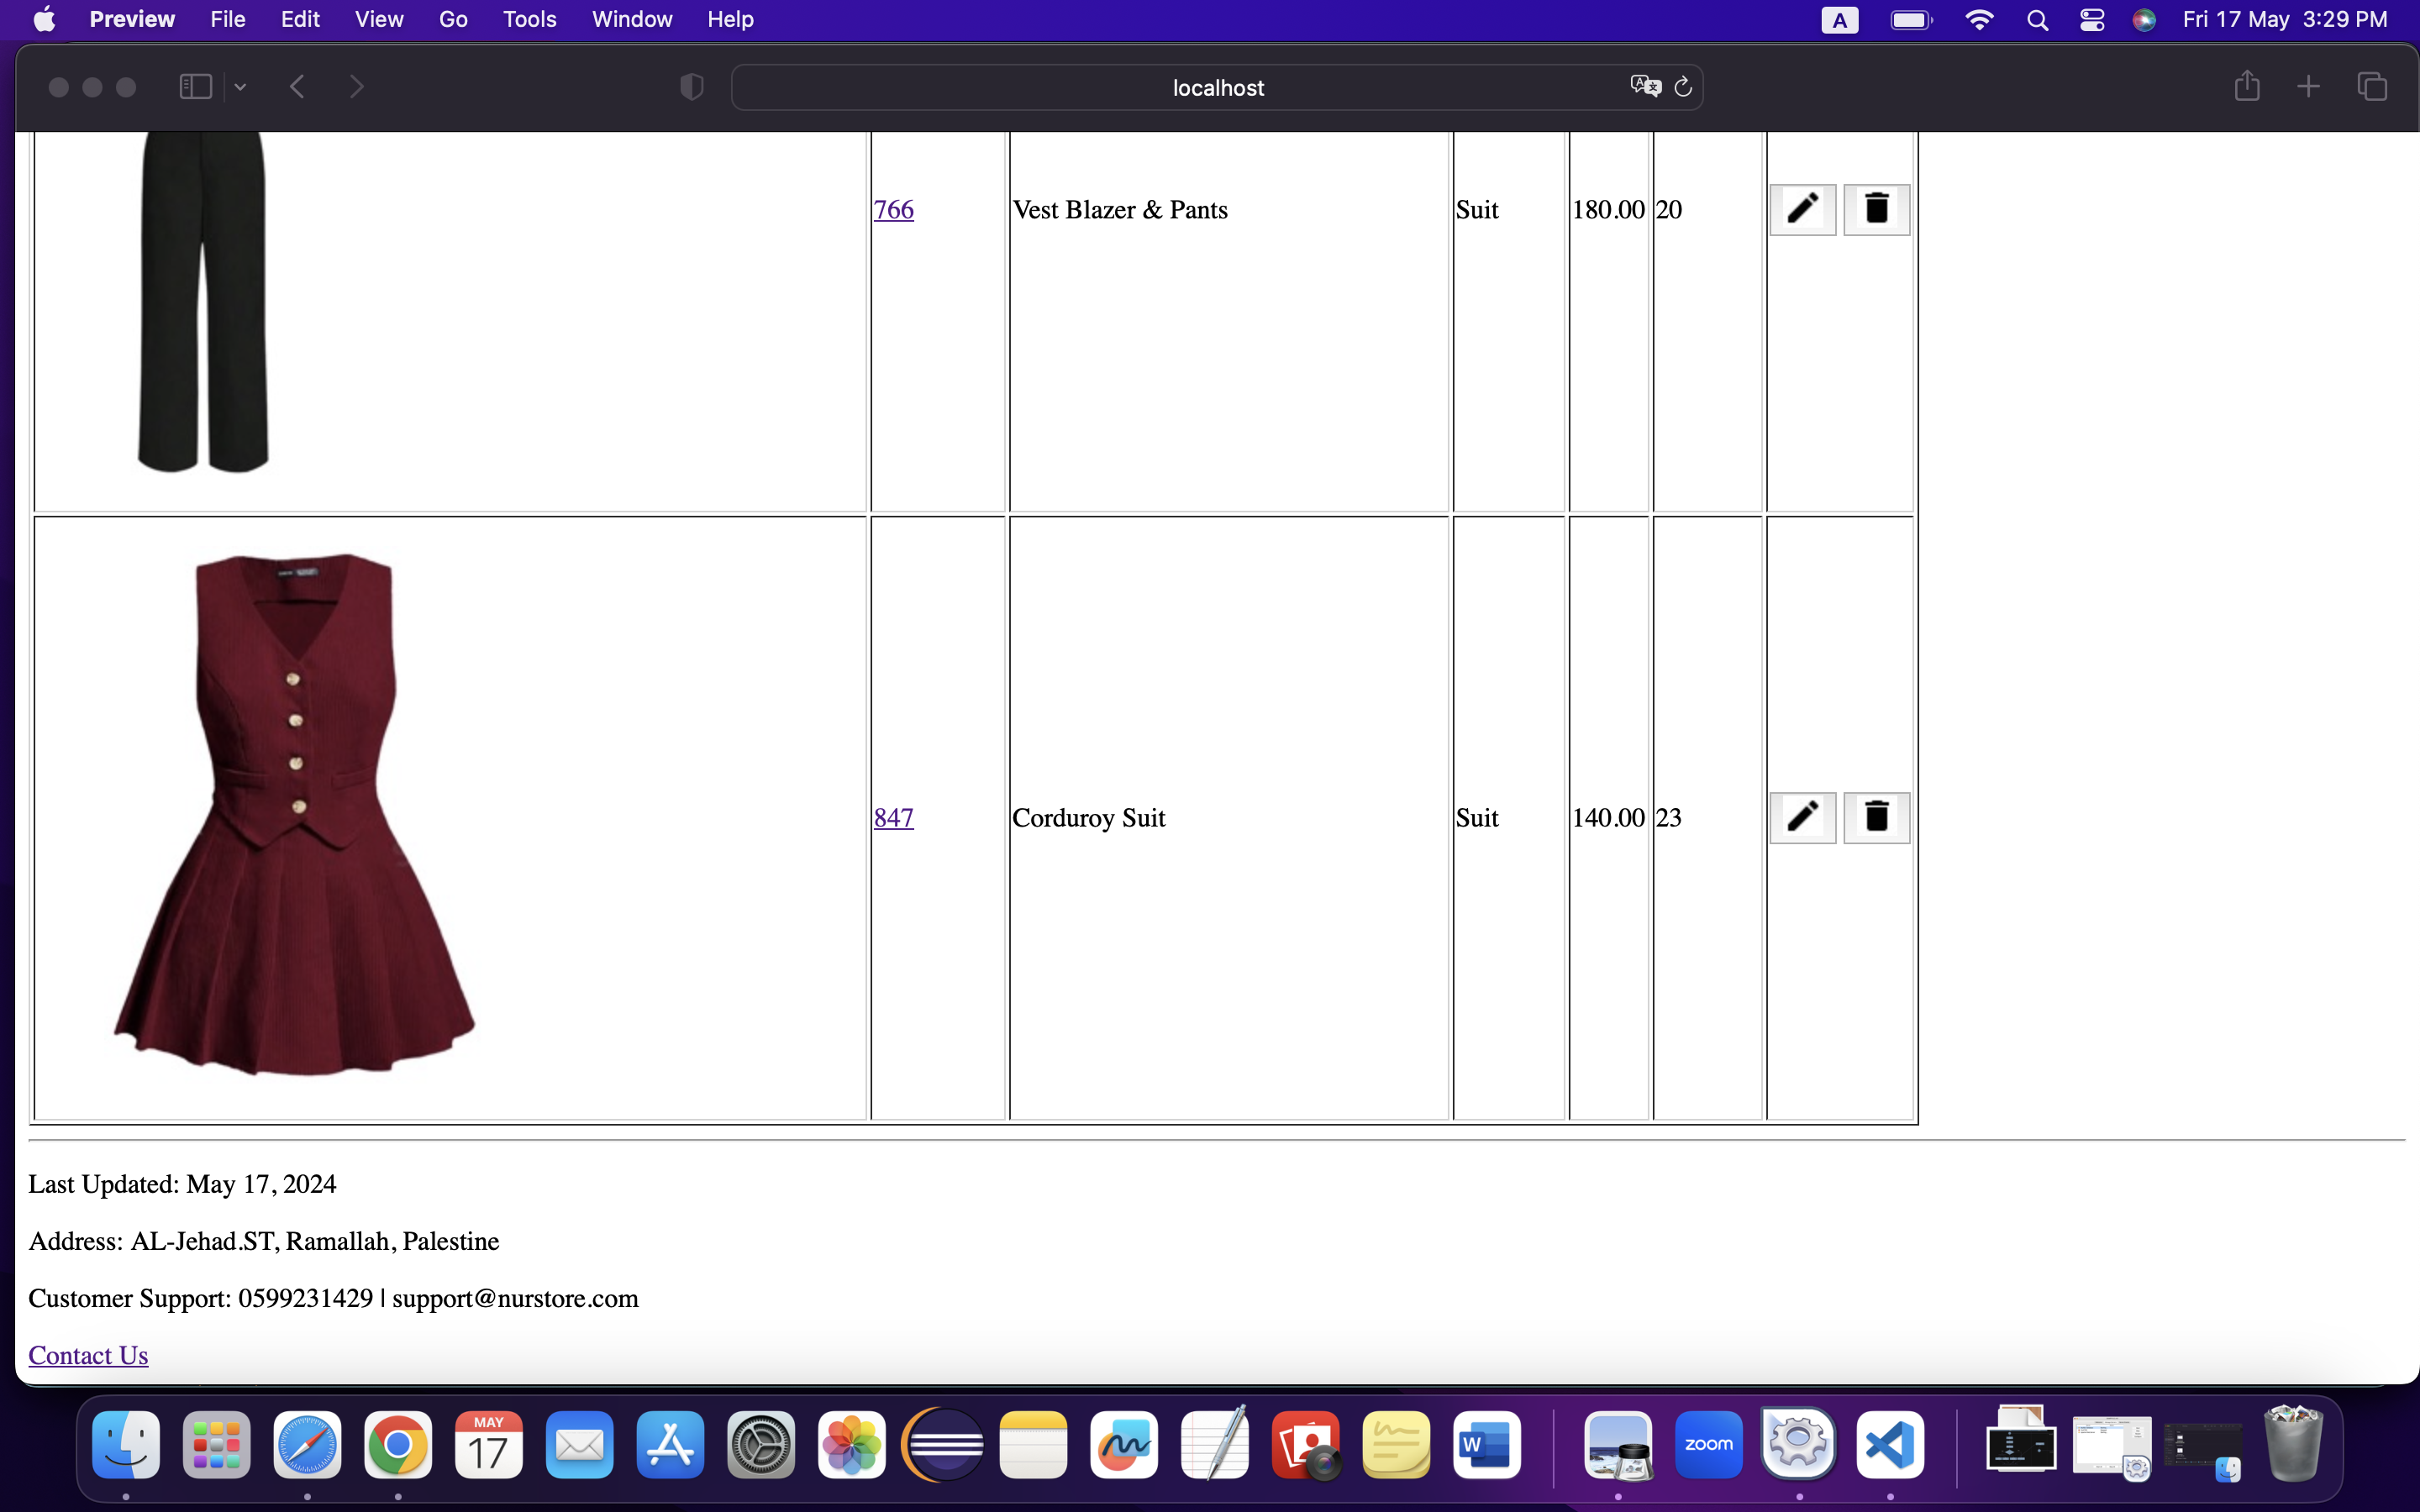 Preview File Edit View Go Tools Window Help
A
Fri 17 May 3:29 PM
localhost
766 Vest Blazer & Pants Suit 180.00 20
847 Corduroy Suit Suit 140.00 23
Last Updated: May 17, 2024
Address: AL-Jehad.ST, Ramallah, Palestine
Customer Support: 0599231429 | support@nurstore.com
Contact Us
MAY
17
W
zoom